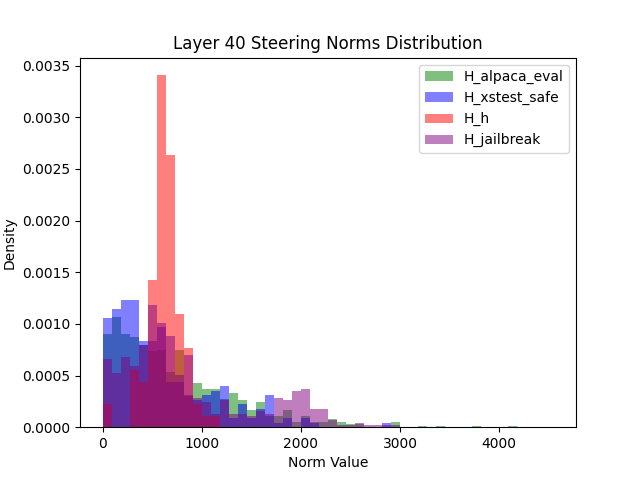 Layer 40 Steering Norms Distribution
H_alpaca_eval
H_xstest_safe
H_h
H_jailbreak
Density
0.0035
0.0030
0.0025
0.0020
0.0015
0.0010
0.0005
0.0000
0
1000
2000
3000
4000
Norm Value